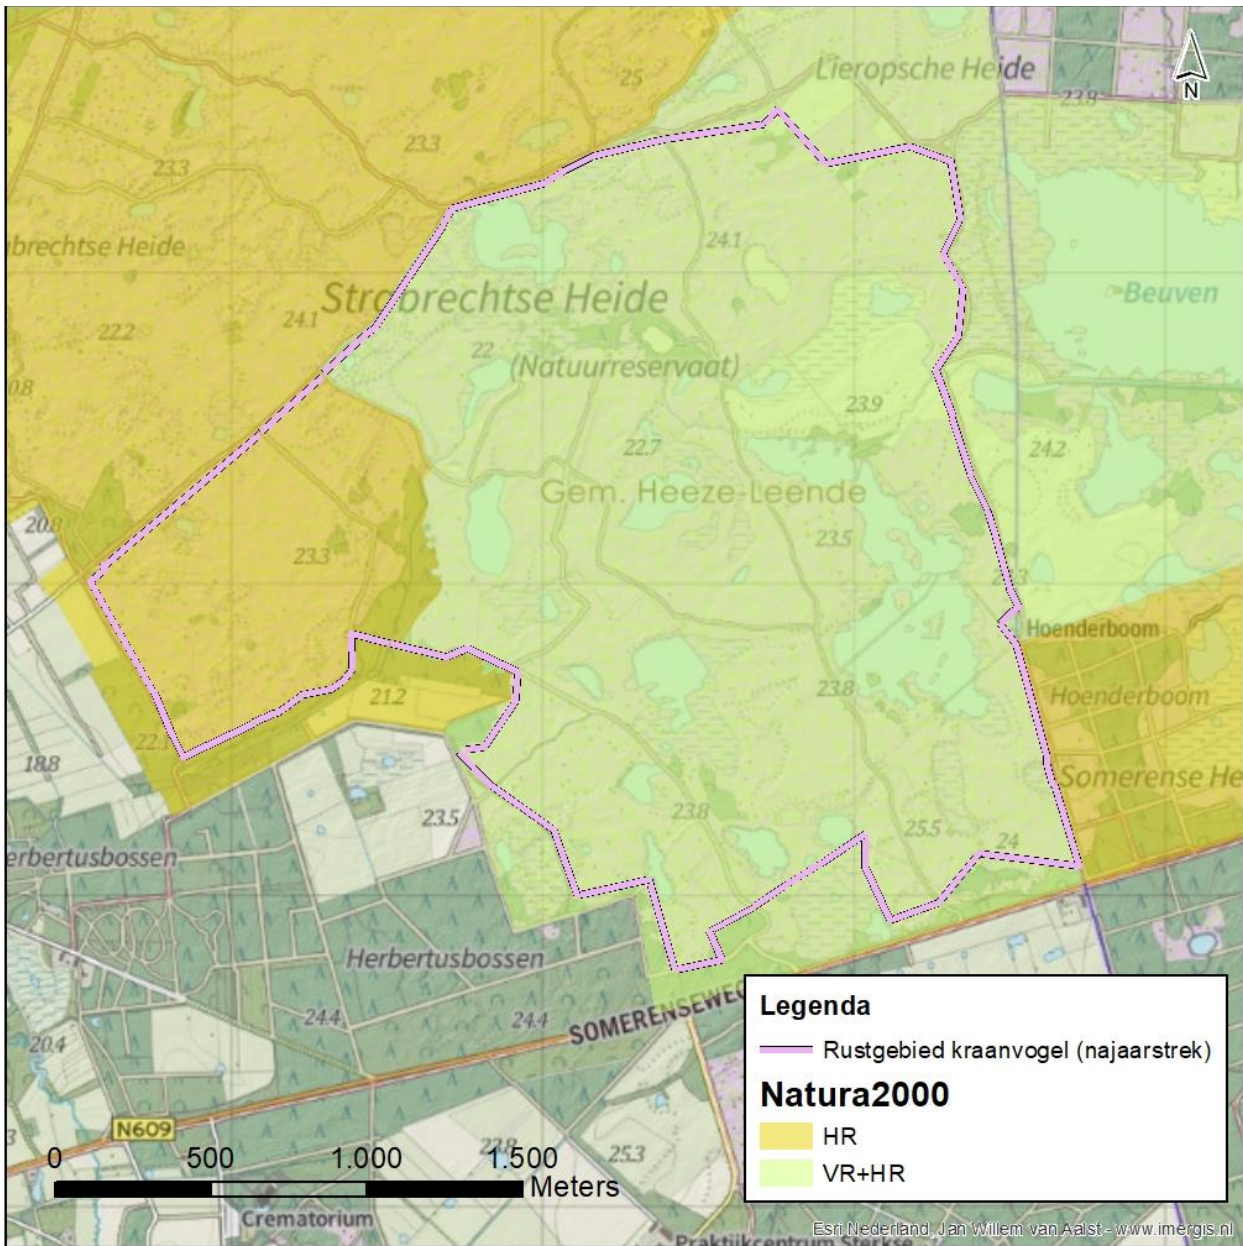 Lieropsche Heide
25
23.8
N
23.3
23.3
24.1
brechtse Heide
Strabrechtse Heide
Beuven
24.1
22.2
22
(Natuurreservaat)
0.8
23.9
22.7
24.2
Gem. Heeze-Leende
20.8
23.3
23.5
Hoenderboom
21.2
23.8
Hoenderboom
22.1
18.8
Somerense He
23.5
23.8
25.5
24
erbertusbossen
Herbertusbossen
24.4
24.4
SOMERENSEWEG
20.4
N609
22.8
25.3
Legenda
Rustgebied kraanvogel (najaarstrek)
Natura2000
HR
VR+HR
0 500 1.000 1.500
Meters
Crematorium
Praktijkcentrum Sterksel
Esri Nederland, Jan Willem van Aalst - www.imergis.nl